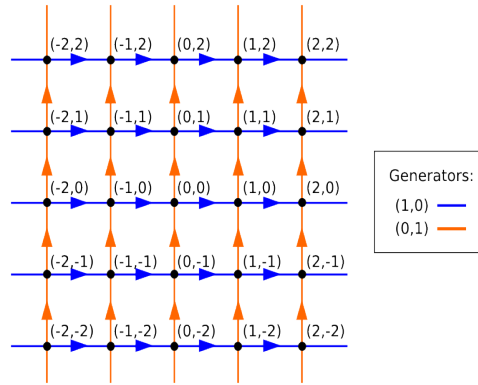 (-2,2) (-1,2) (0,2) (1,2) (2,2)
(-2,1) (-1,1) (0,1) (1,1) (2,1)
(-2,0) (-1,0) (0,0) (1,0) (2,0)
(-2,-1) (-1,-1) (0,-1) (1,-1) (2,-1)
(-2,-2) (-1,-2) (0,-2) (1,-2) (2,-2)
Generators:
(1,0)
(0,1)